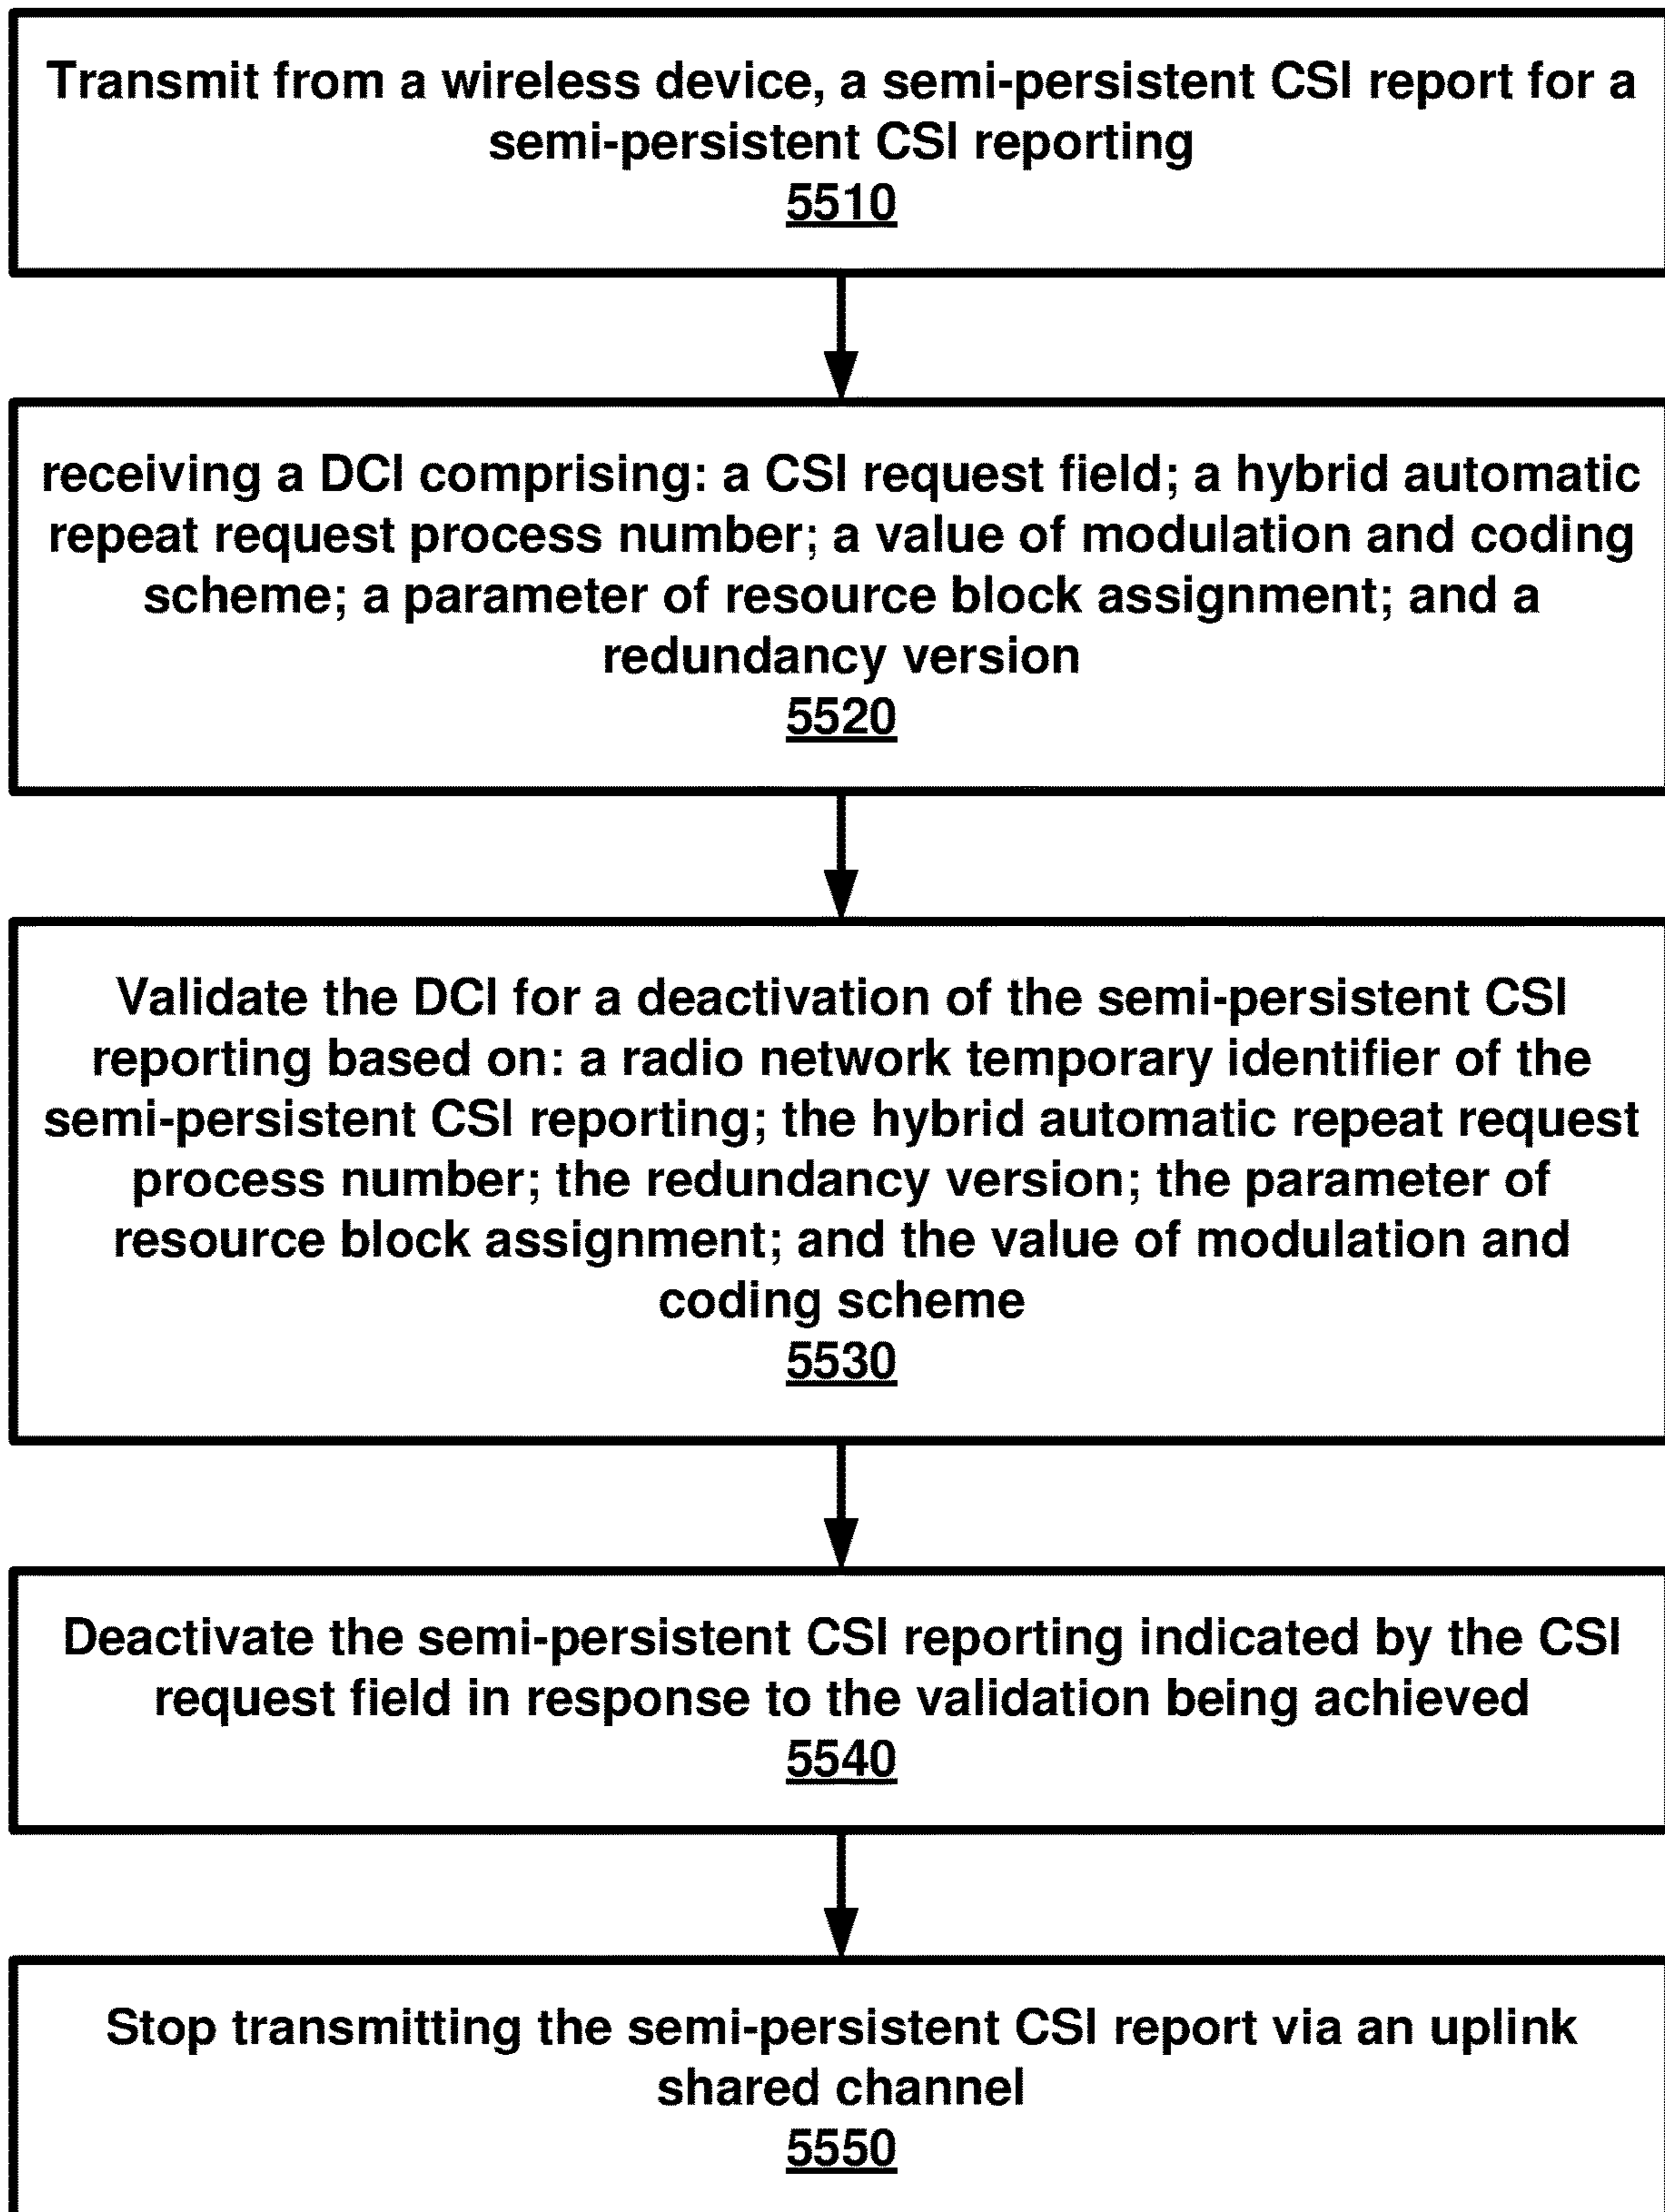 Transmit from a wireless device, a semi-persistent CSI report for a
semi-persistent CSI reporting
5510
receiving a DCI comprising: a CSI request field; a hybrid automatic
repeat request process number; a value of modulation and coding
scheme; a parameter of resource block assignment; and a
redundancy version
5520
Validate the DCI for a deactivation of the semi-persistent CSI
reporting based on: a radio network temporary identifier of the
semi-persistent CSI reporting; the hybrid automatic repeat request
process number; the redundancy version; the parameter of
resource block assignment; and the value of modulation and
coding scheme
5530
Deactivate the semi-persistent CSI reporting indicated by the CSI
request field in response to the validation being achieved
5540
Stop transmitting the semi-persistent CSI report via an uplink
shared channel
5550